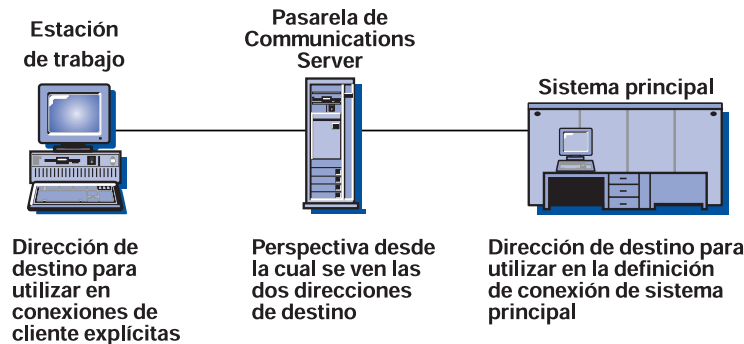 Estación
de trabajo
Pasarela de
Communications
Server
Sistema principal
Dirección de
destino para
utilizar en
conexiones de
cliente explícitas
Perspectiva desde
la cual se ven las
dos direcciones
de destino
Dirección de destino para
utilizar en la definición
de conexión de sistema
principal